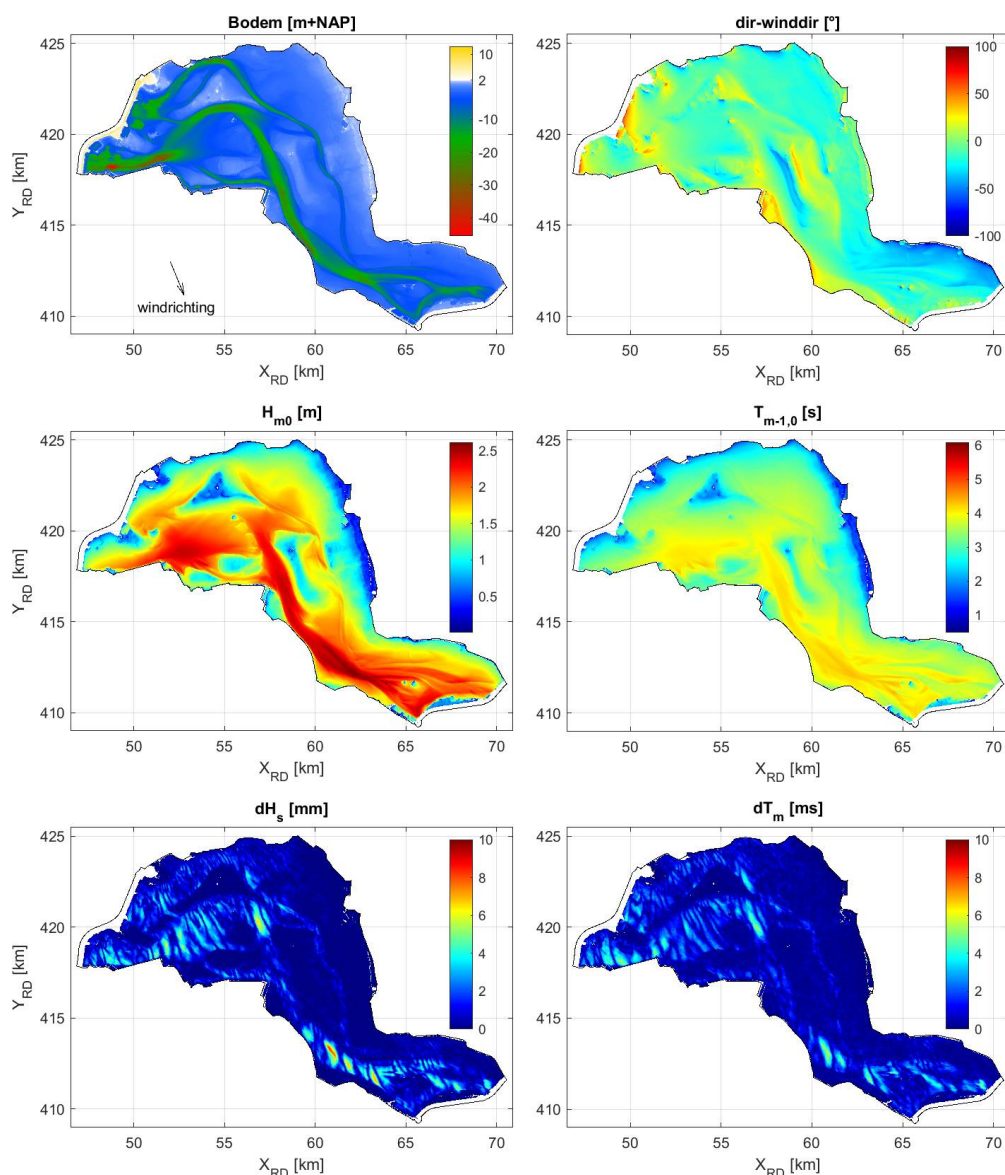 Bodem [m+NAP]
425
420
415
410
Y_RD [km]
50 55 60 65 70
X_RD [km]
10
2
-10
-20
-30
-40
windrichting
dir-winddir [°]
425
420
415
410
50 55 60 65 70
X_RD [km]
100
50
0
-50
-100
H_m0 [m]
425
420
415
410
Y_RD [km]
50 55 60 65 70
X_RD [km]
2.5
2
1.5
1
0.5
T_m-1,0 [s]
425
420
415
410
50 55 60 65 70
X_RD [km]
6
5
4
3
2
1
dH_s [mm]
425
420
415
410
Y_RD [km]
50 55 60 65 70
X_RD [km]
10
8
6
4
2
0
dT_m [ms]
425
420
415
410
50 55 60 65 70
X_RD [km]
10
8
6
4
2
0